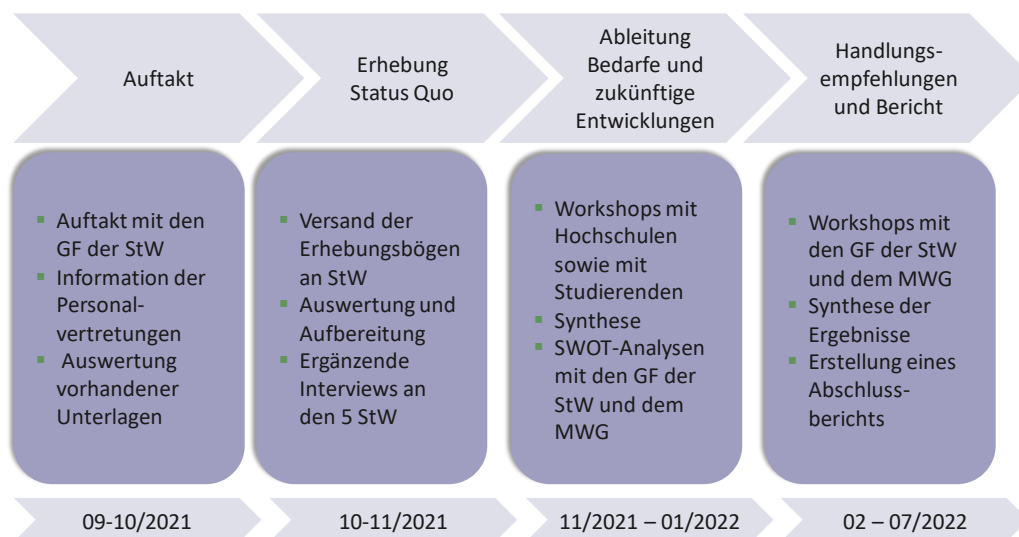 Auftakt
Erhebung
Status Quo
Ableitung
Bedarfe und
zukünftige
Entwicklungen
Handlungs-
empfehlungen
und Bericht
▪ Auftakt mit den
GF der StW
▪ Information der
Personal-
vertretungen
▪ Auswertung
vorhandener
Unterlagen
▪ Versand der
Erhebungsbögen
an StW
▪ Auswertung und
Aufbereitung
▪ Ergänzende
Interviews an
den 5 StW
▪ Workshops mit
Hochschulen
sowie mit
Studierenden
▪ Synthese
▪ SWOT-Analysen
mit den GF der
StW und dem
MWG
▪ Workshops mit
den GF der StW
und dem MWG
▪ Synthese der
Ergebnisse
▪ Erstellung eines
Abschluss-
berichts
09-10/2021
10-11/2021
11/2021 – 01/2022
02 – 07/2022